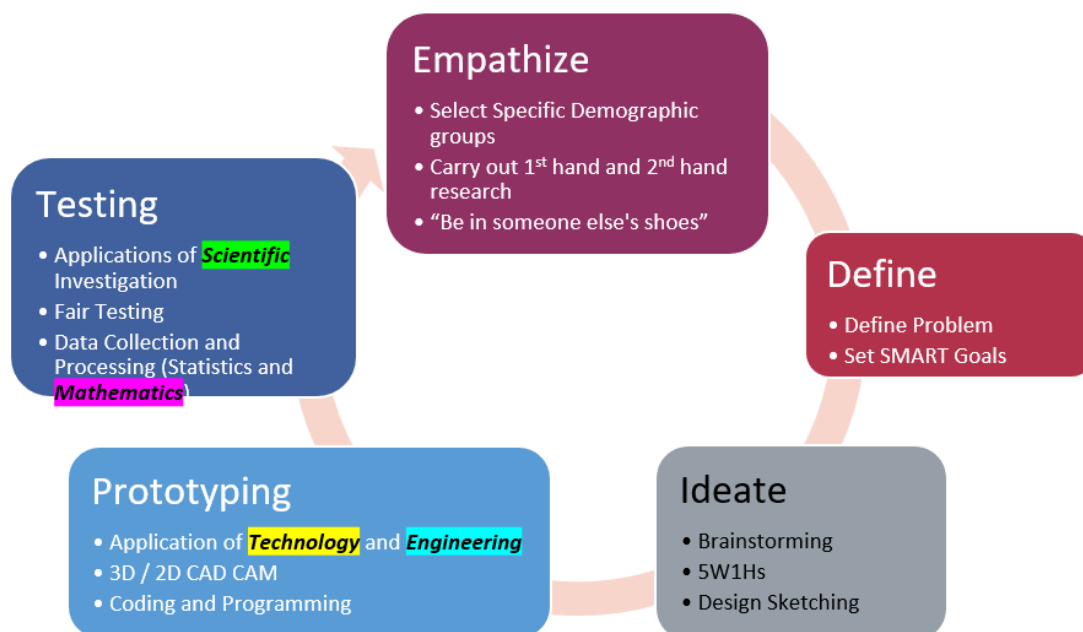 Empathize
• Select Specific Demographic
groups
• Carry out 1st hand and 2nd hand
research
• “Be in someone else's shoes”
Define
• Define Problem
• Set SMART Goals
Ideate
• Brainstorming
• 5W1Hs
• Design Sketching
Prototyping
• Application of Technology and Engineering
• 3D / 2D CAD CAM
• Coding and Programming
Testing
• Applications of Scientific
Investigation
• Fair Testing
• Data Collection and
Processing (Statistics and
Mathematics)